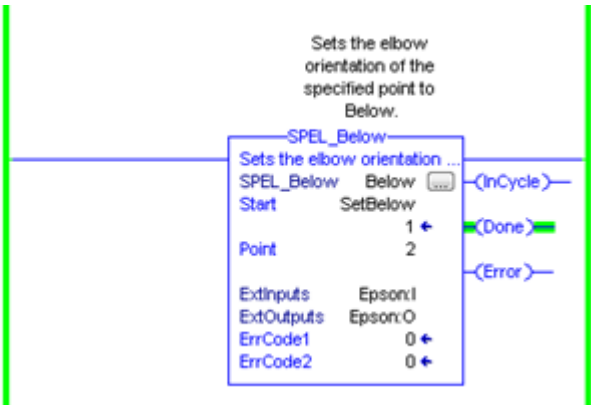 Sets the elbow
orientation of the
specified point to
Below.
SPEL_Below
Sets the elbow orientation ...
SPEL_Below Below ... (InCycle)
Start SetBelow
1 (Done)
Point 2
(Error)
ExtInputs Epson:I
ExtOutputs Epson:O
ErrCode1 0
ErrCode2 0